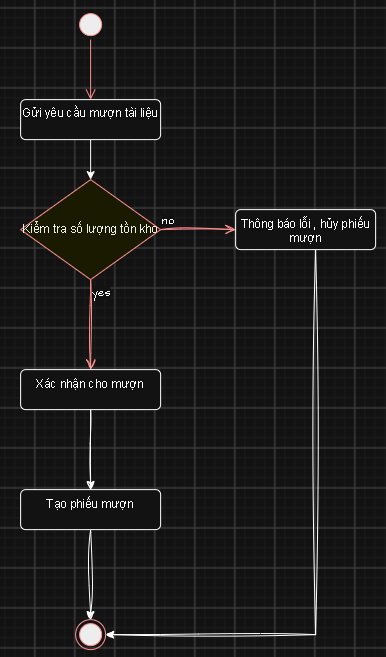 Gửi yêu cầu mượn tài liệu
Kiểm tra số lượng tồn kho
no
Thông báo lỗi , hủy phiếu
mượn
yes
Xác nhận cho mượn
Tạo phiếu mượn